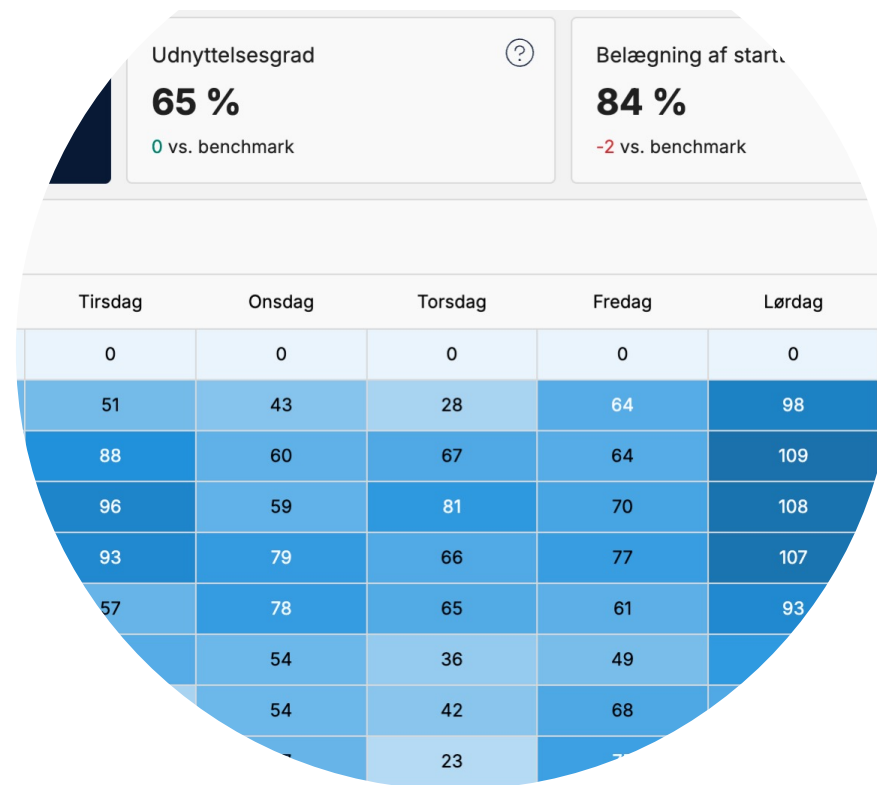 Udnyttelsesgrad ? Belægning af
65 % 84 %
0 vs. benchmark -2 vs. benchmark
Tirsdag Onsdag Torsdag Fredag Lørdag
0 0 0 0 0
51 43 28 64 98
88 60 67 64 109
96 59 81 70 108
93 79 66 77 107
57 78 65 61 93
54 36 49
54 42 68
23